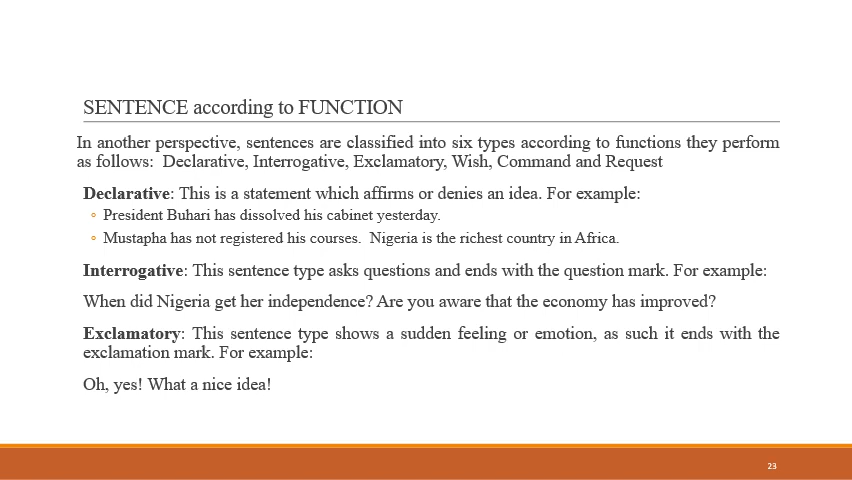 SENTENCE according to FUNCTION
In another perspective, sentences are classified into six types according to functions they perform
as follows:  Declarative, Interrogative, Exclamatory, Wish, Command and Request
Declarative: This is a statement which affirms or denies an idea. For example:
◦ President Buhari has dissolved his cabinet yesterday.
◦ Mustapha has not registered his courses.  Nigeria is the richest country in Africa.
Interrogative: This sentence type asks questions and ends with the question mark. For example:
When did Nigeria get her independence? Are you aware that the economy has improved?
Exclamatory: This sentence type shows a sudden feeling or emotion, as such it ends with the
exclamation mark. For example:
Oh, yes! What a nice idea!
23